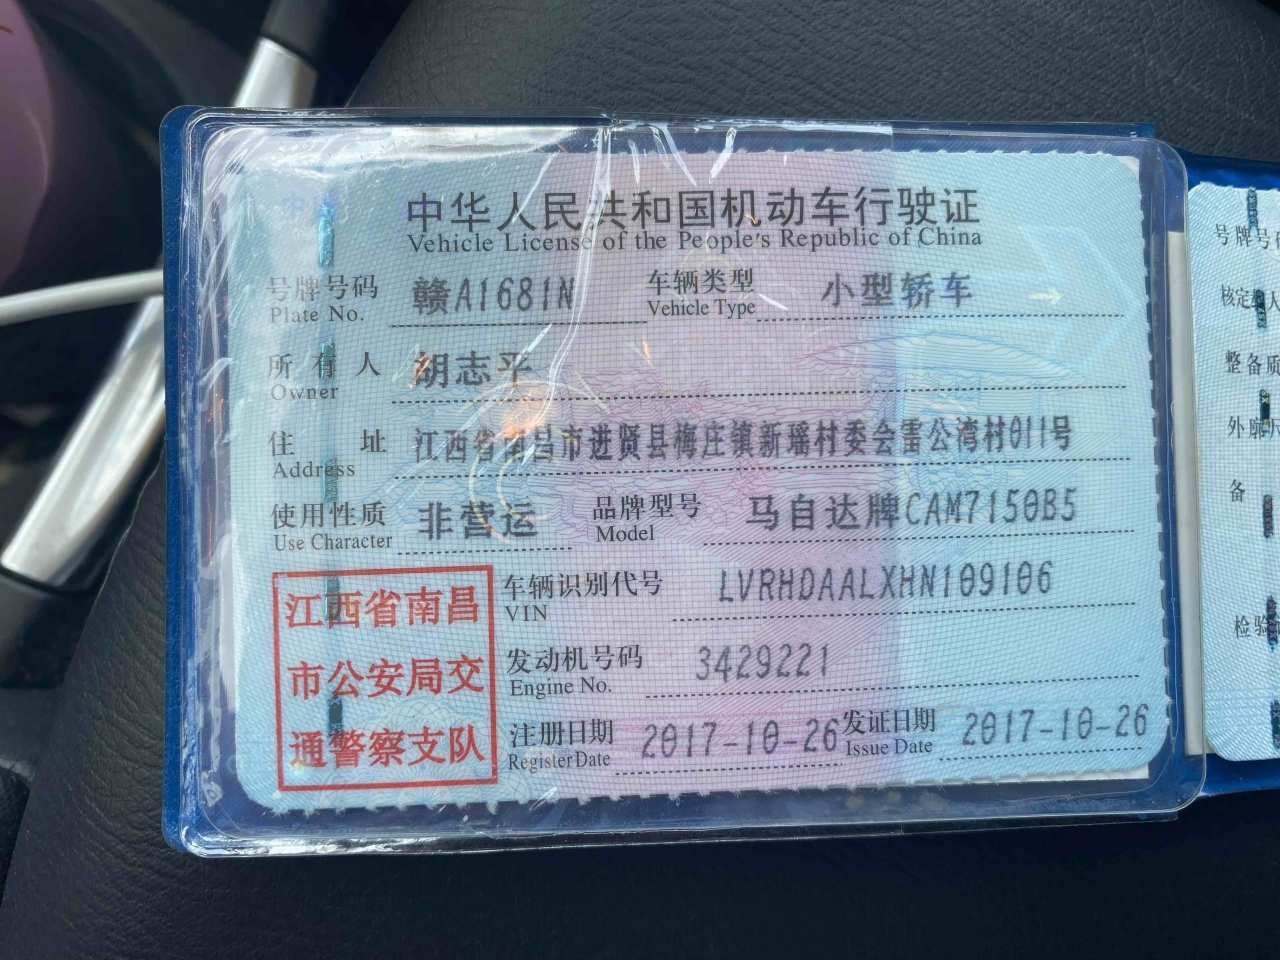 中华人民共和国机动车行驶证
Vehicle License of the People's Republic of China
号牌号码 赣A1681N 车辆类型 小型轿车
Plate No. Vehicle Type
所有人 胡志平
Owner
住址 江西省南昌市进贤县梅庄镇新瑶村委会雷公湾村011号
Address
使用性质 非营运 品牌型号 马自达牌CAM7150B5
Use Character Model
车辆识别代号 LVRHDAALXHN109106
VIN
发动机号码 3429221
Engine No.
注册日期 2017-10-26 发证日期 2017-10-26
Register Date Issue Date
江西省南昌
市公安局交
通警察支队
号牌号
核定 人
整备质
外廓尺
备
检验